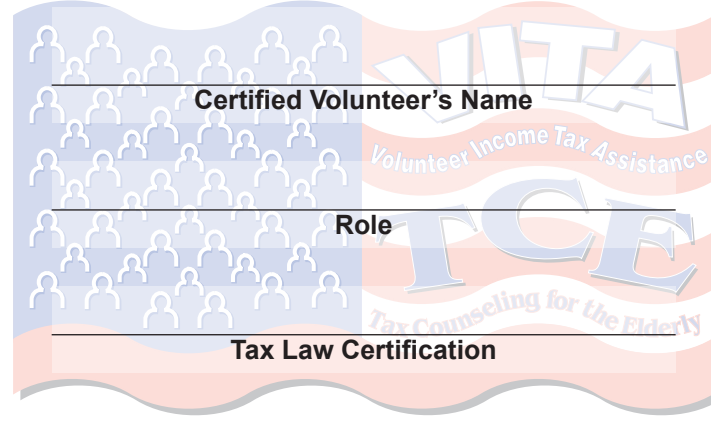 VITA
Certified Volunteer’s Name
Volunteer Income Tax Assistance
Role
TCE
Tax Counseling for the Elderly
Tax Law Certification